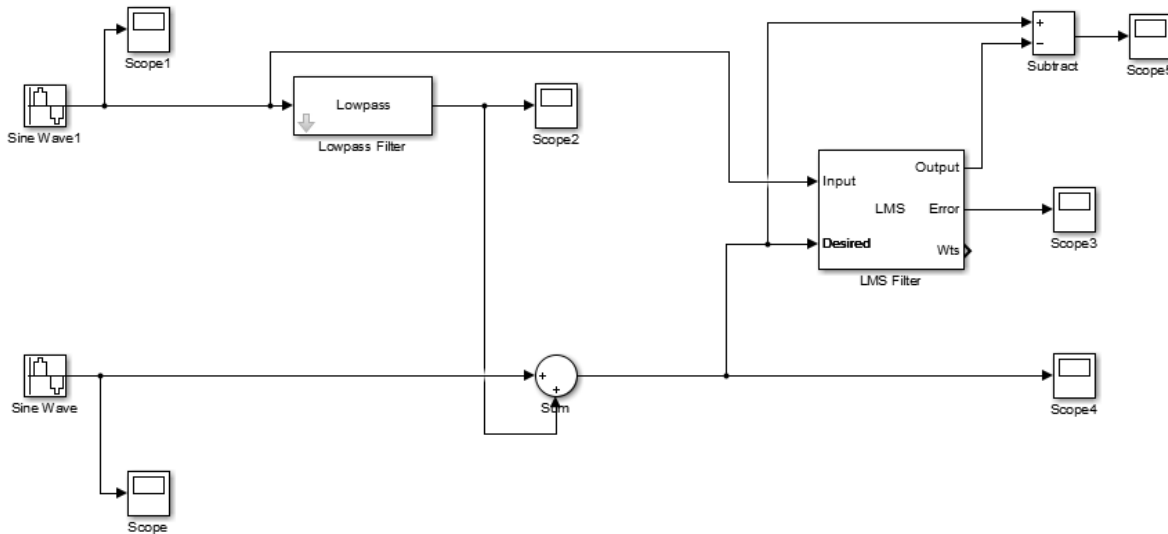 Scope1
Sine Wave1
Lowpass
Lowpass Filter
Scope2
+
−
Subtract
Scope5
Input
Output
LMS
Error
Desired
Wts
LMS Filter
Scope3
Sine Wave
+
+
Sum
Scope4
Scope